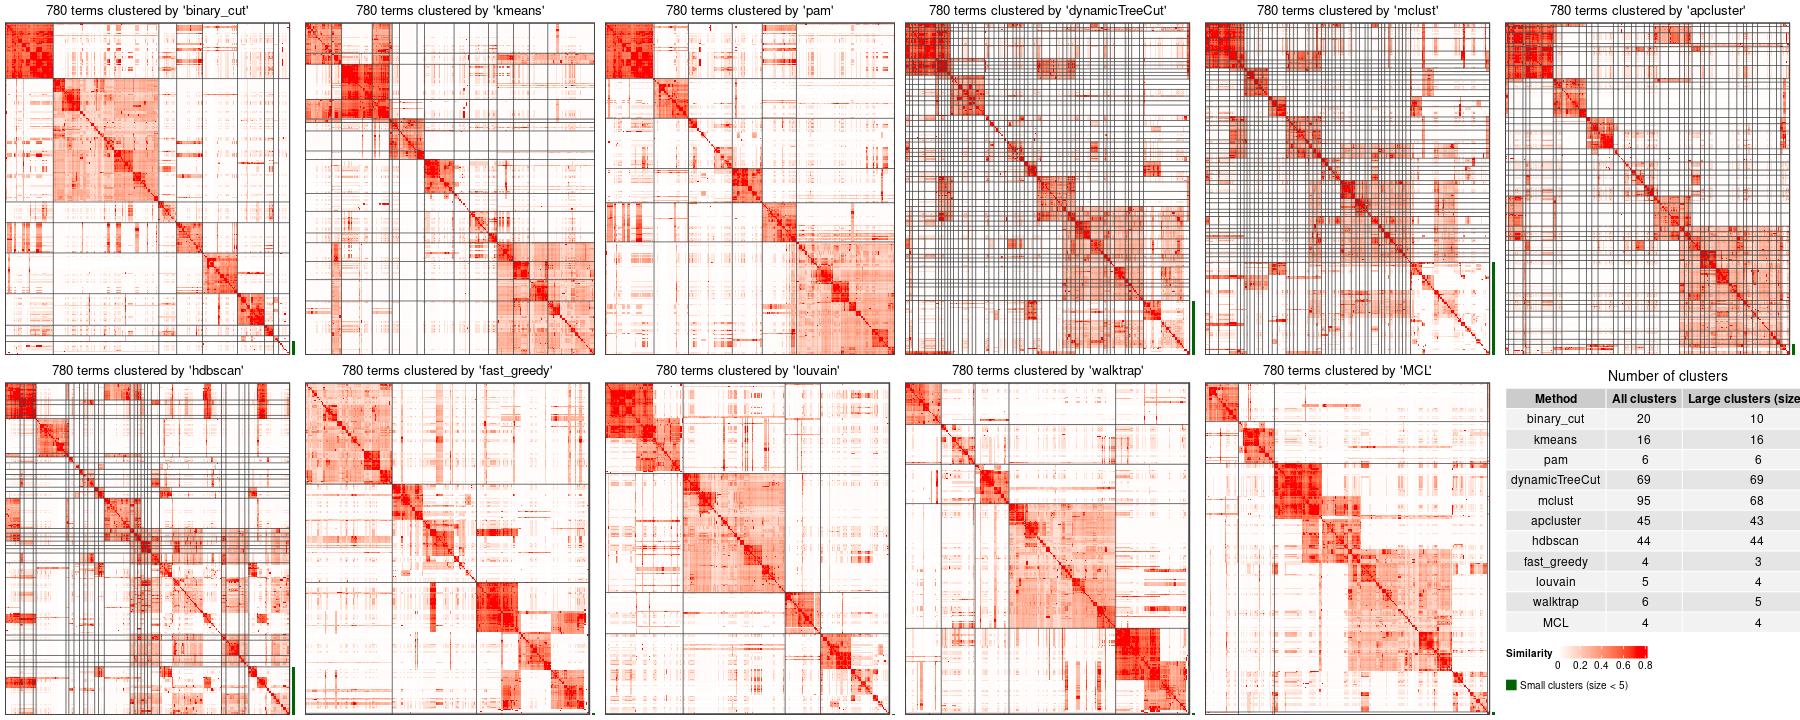 780 terms clustered by 'binary_cut'
780 terms clustered by 'kmeans'
780 terms clustered by 'pam'
780 terms clustered by 'dynamicTreeCut'
780 terms clustered by 'mclust'
780 terms clustered by 'apcluster'
780 terms clustered by 'hdbscan'
780 terms clustered by 'fast_greedy'
780 terms clustered by 'louvain'
780 terms clustered by 'walktrap'
780 terms clustered by 'MCL'
Number of clusters
Method All clusters Large clusters (size
binary_cut 20 10
kmeans 16 16
pam 6 6
dynamicTreeCut 69 69
mclust 95 68
apcluster 45 43
hdbscan 44 44
fast_greedy 4 3
louvain 5 4
walktrap 6 5
MCL 4 4
Similarity
0 0.2 0.4 0.6 0.8
Small clusters (size < 5)